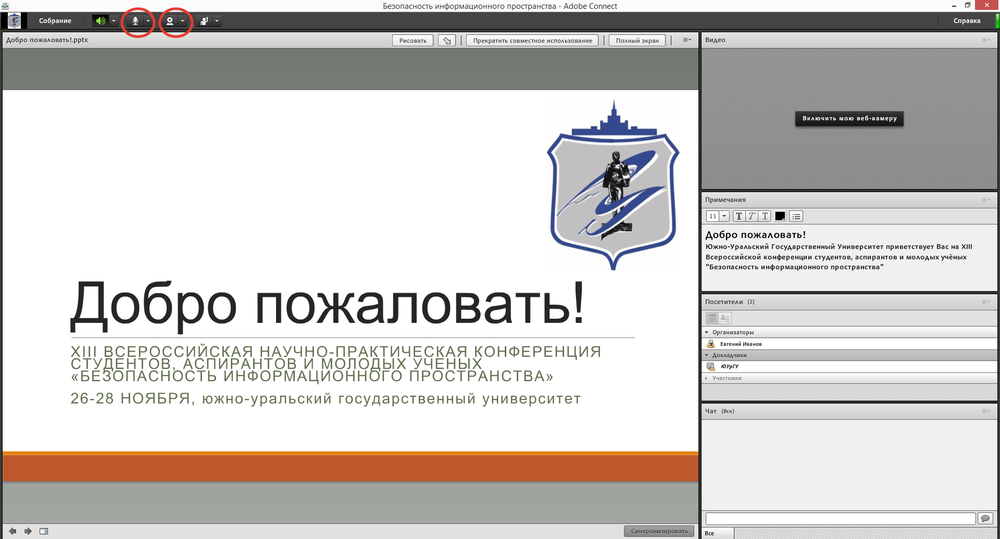 Безопасность информационного пространства - Adobe Connect
Собрание
Справка
Добро пожаловать!.pptx
Рисовать
Прекратить совместное использование
Полный экран
Добро пожаловать!
XIII ВСЕРОССИЙСКАЯ НАУЧНО-ПРАКТИЧЕСКАЯ КОНФЕРЕНЦИЯ
СТУДЕНТОВ, АСПИРАНТОВ И МОЛОДЫХ УЧЕНЫХ
«БЕЗОПАСНОСТЬ ИНФОРМАЦИОННОГО ПРОСТРАНСТВА»
26-28 НОЯБРЯ, южно-уральский государственный университет
Синхронизировать
Видео
Включить мою веб-камеру
Примечания
11
Добро пожаловать!
Южно-Уральский Государственный Университет приветствует Вас на XIII
Всероссийской конференции студентов, аспирантов и молодых учёных
"Безопасность информационного пространства"
Посетители (2)
Организаторы
Евгений Иванов
Докладчики
ЮУрГУ
Участники
Чат (Все)
Все